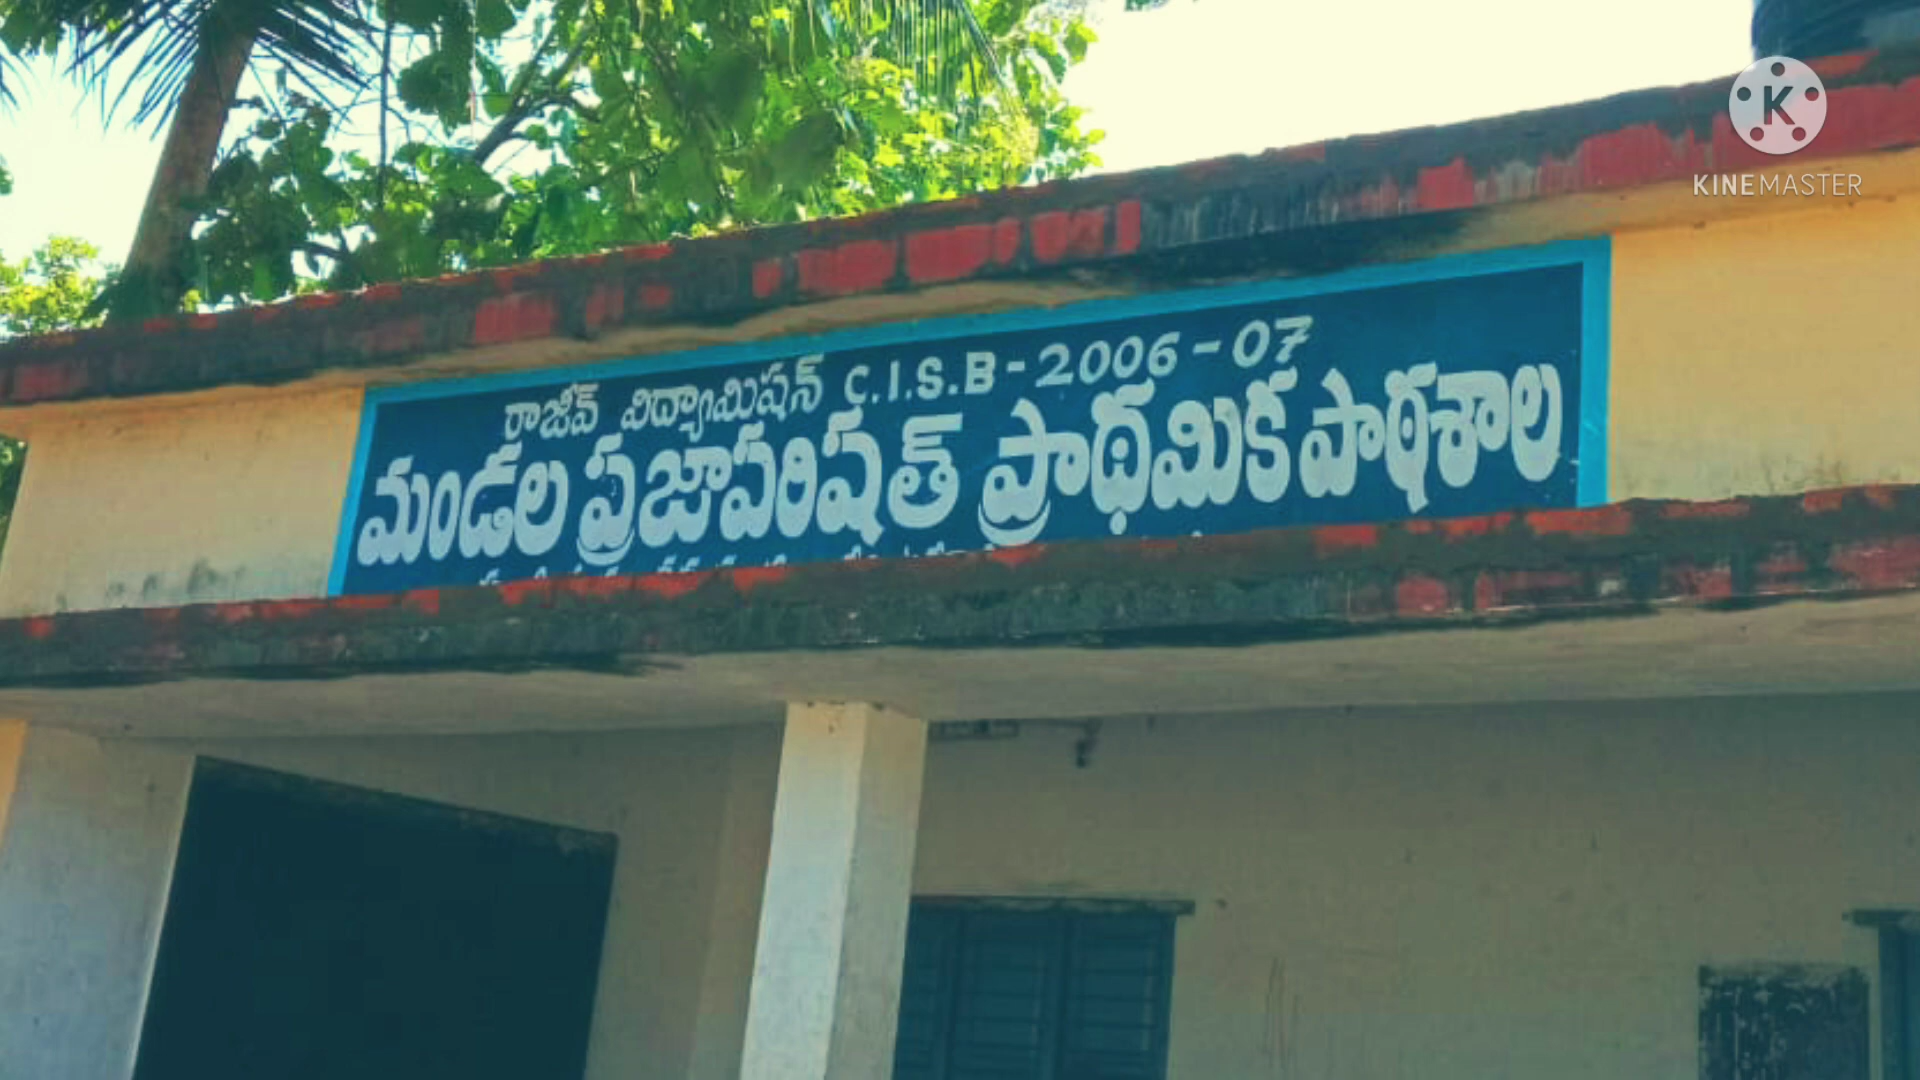 రాజీవ్ విద్యామిషన్ C.I.S.B-2006-07
మండల ప్రజాపరిషత్ ప్రాథమిక పాఠశాల
K
KINEMASTER